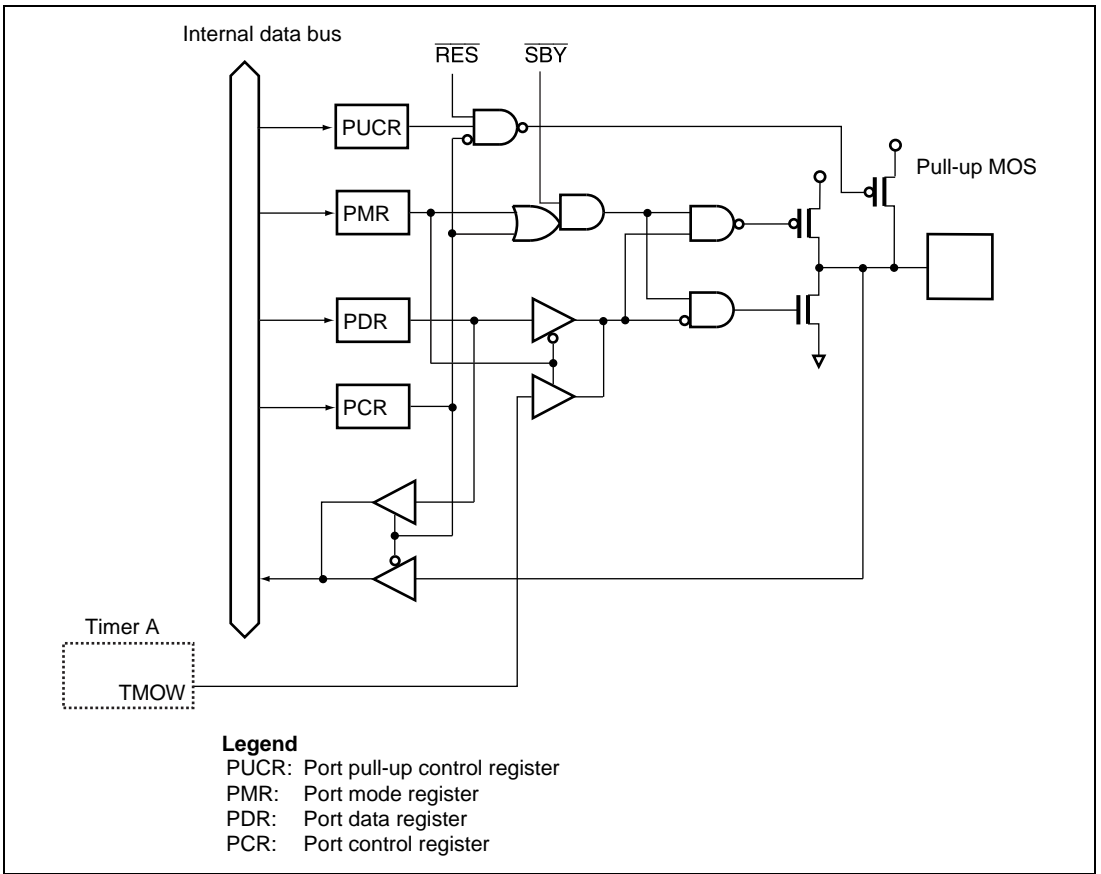 Internal data bus
RES
SBY
PUCR
Pull-up MOS
PMR
PDR
PCR
Timer A
TMOW
Legend
PUCR: Port pull-up control register
PMR: Port mode register
PDR: Port data register
PCR: Port control register